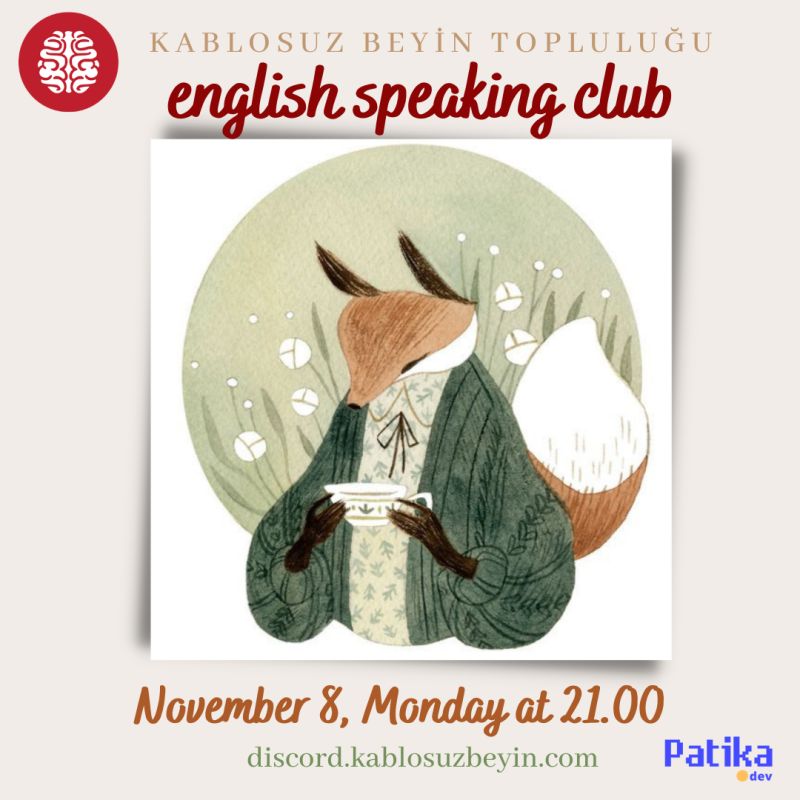 KABLOSUZ BEYİN TOPLULUĞU
english speaking club
November 8, Monday at 21.00
discord.kablosuzbeyin.com
Patika
dev